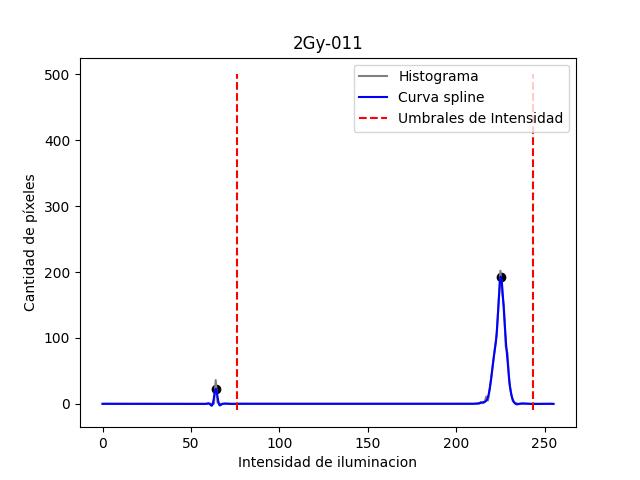 2Gy-011
Histograma
Curva spline
Umbrales de Intensidad
Cantidad de píxeles
500
400
300
200
100
0
0 50 100 150 200 250
Intensidad de iluminacion